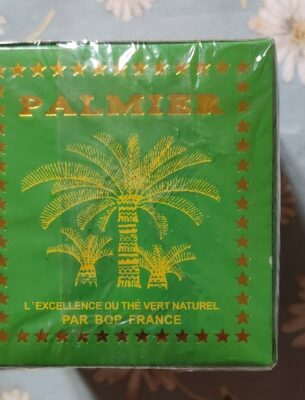 PALMIER
L'EXCELLENCE DU THÉ VERT NATUREL
PAR BOP FRANCE